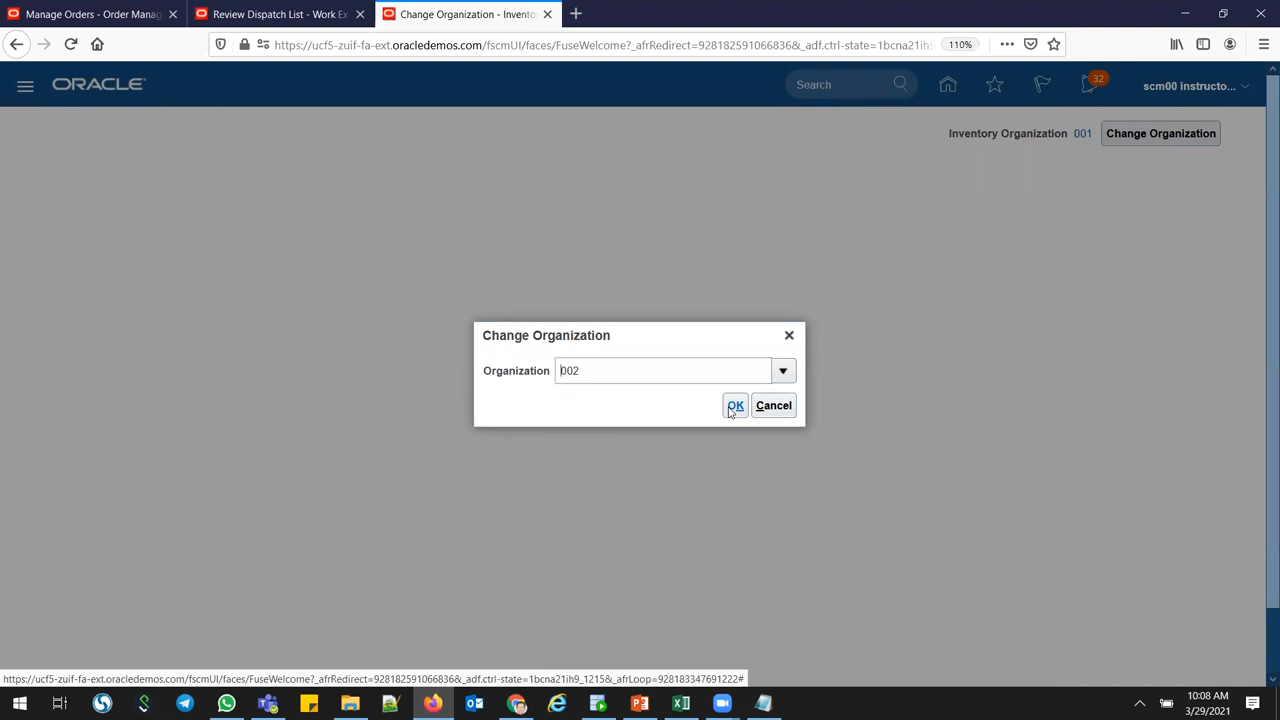 Manage Orders - Order Manag
Review Dispatch List - Work Ex
Change Organization - Invento
https://ucf5-zuif-fa-ext.oracledemos.com/fscmUI/faces/FuseWelcome?_afrRedirect=9281825910668​36&_adf.ctrl-state=1bcna21ih9
110%
ORACLE
Search
32
scm00 instructo...
Inventory Organization 001 Change Organization
Change Organization
Organization 002
OK Cancel
https://ucf5-zuif-fa-ext.oracledemos.com/fscmUI/faces/FuseWelcome?_afrRedirect=928182591066836&_adf.ctrl-state=1bcna21ih9_1215&_afrLoop=928183347691222#
10:08 AM
3/29/2021